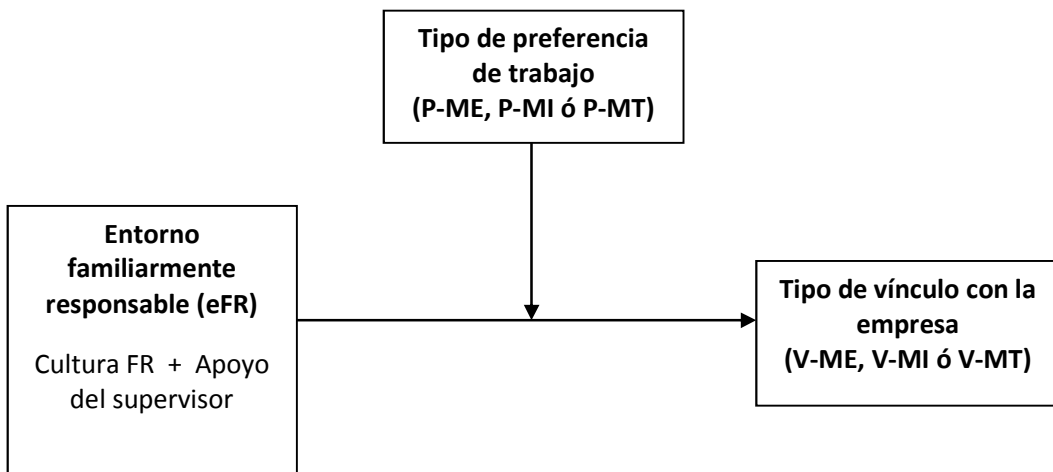 Tipo de preferencia
de trabajo
(P-ME, P-MI ó P-MT)
Entorno
familiarmente
responsable (eFR)
Cultura FR + Apoyo
del supervisor
Tipo de vínculo con la
empresa
(V-ME, V-MI ó V-MT)